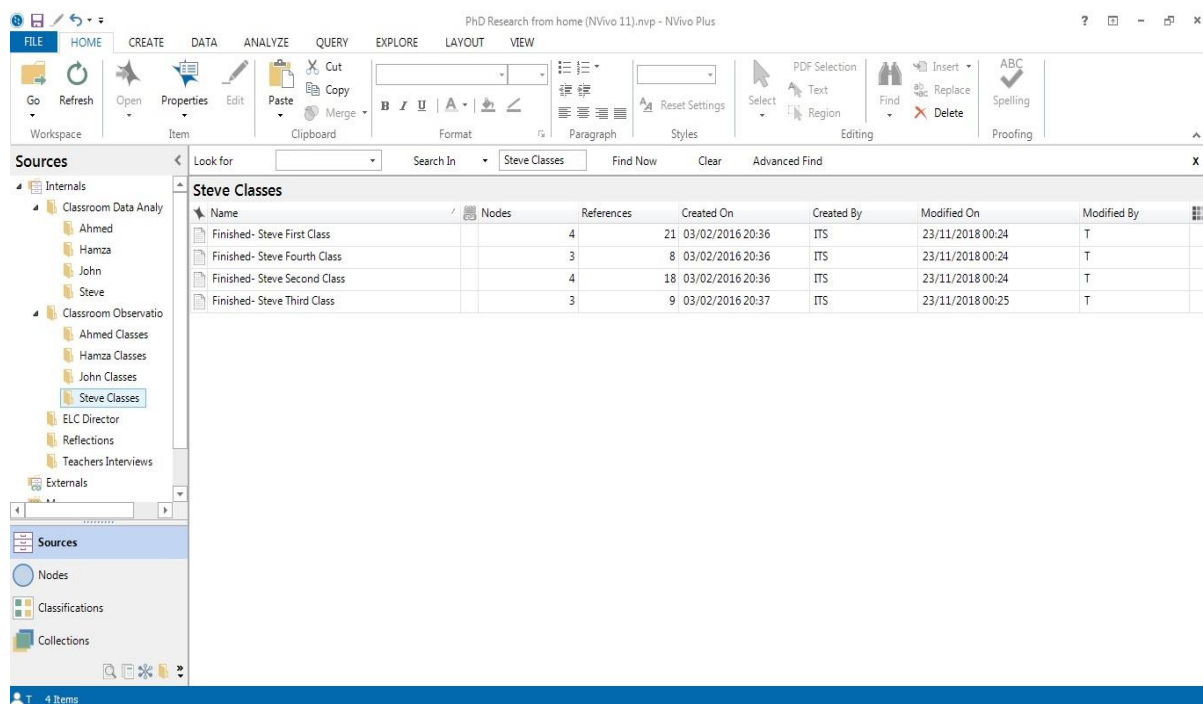 PhD Research from home (NVivo 11).nvp - NVivo Plus
FILE HOME CREATE DATA ANALYZE QUERY EXPLORE LAYOUT VIEW
Go Refresh Open Properties Edit Paste
Cut
Copy
Merge
B I U A
Reset Settings
Select
PDF Selection
Text
Region
Find
Insert
Replace
Delete
ABC
Spelling
Workspace Item Clipboard Format Paragraph Styles Editing Proofing
Sources
Look for Search In Steve Classes Find Now Clear Advanced Find x
Internals
Classroom Data Analy
Ahmed
Hamza
John
Steve
Classroom Observatio
Ahmed Classes
Hamza Classes
John Classes
Steve Classes
ELC Director
Reflections
Teachers Interviews
Externals
Sources
Nodes
Classifications
Collections
Steve Classes
Name Nodes References Created On Created By Modified On Modified By
Finished- Steve First Class 4 21 03/02/2016 20:36 ITS 23/11/2018 00:24 T
Finished- Steve Fourth Class 3 8 03/02/2016 20:36 ITS 23/11/2018 00:24 T
Finished- Steve Second Class 4 18 03/02/2016 20:36 ITS 23/11/2018 00:24 T
Finished- Steve Third Class 3 9 03/02/2016 20:37 ITS 23/11/2018 00:25 T
T 4 Items